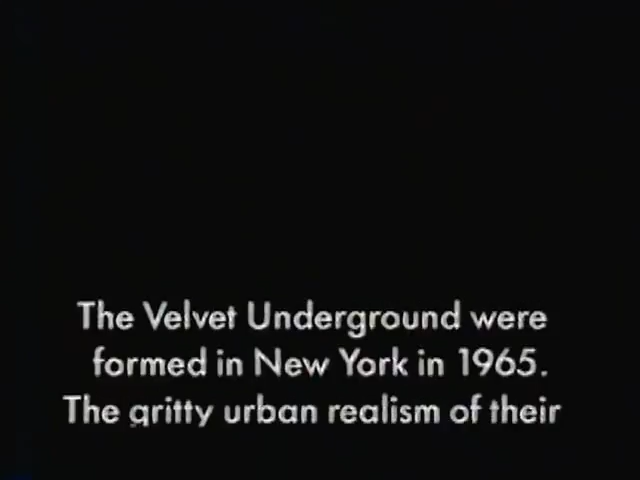 The Velvet Underground were
formed in New York in 1965.
The gritty urban realism of their